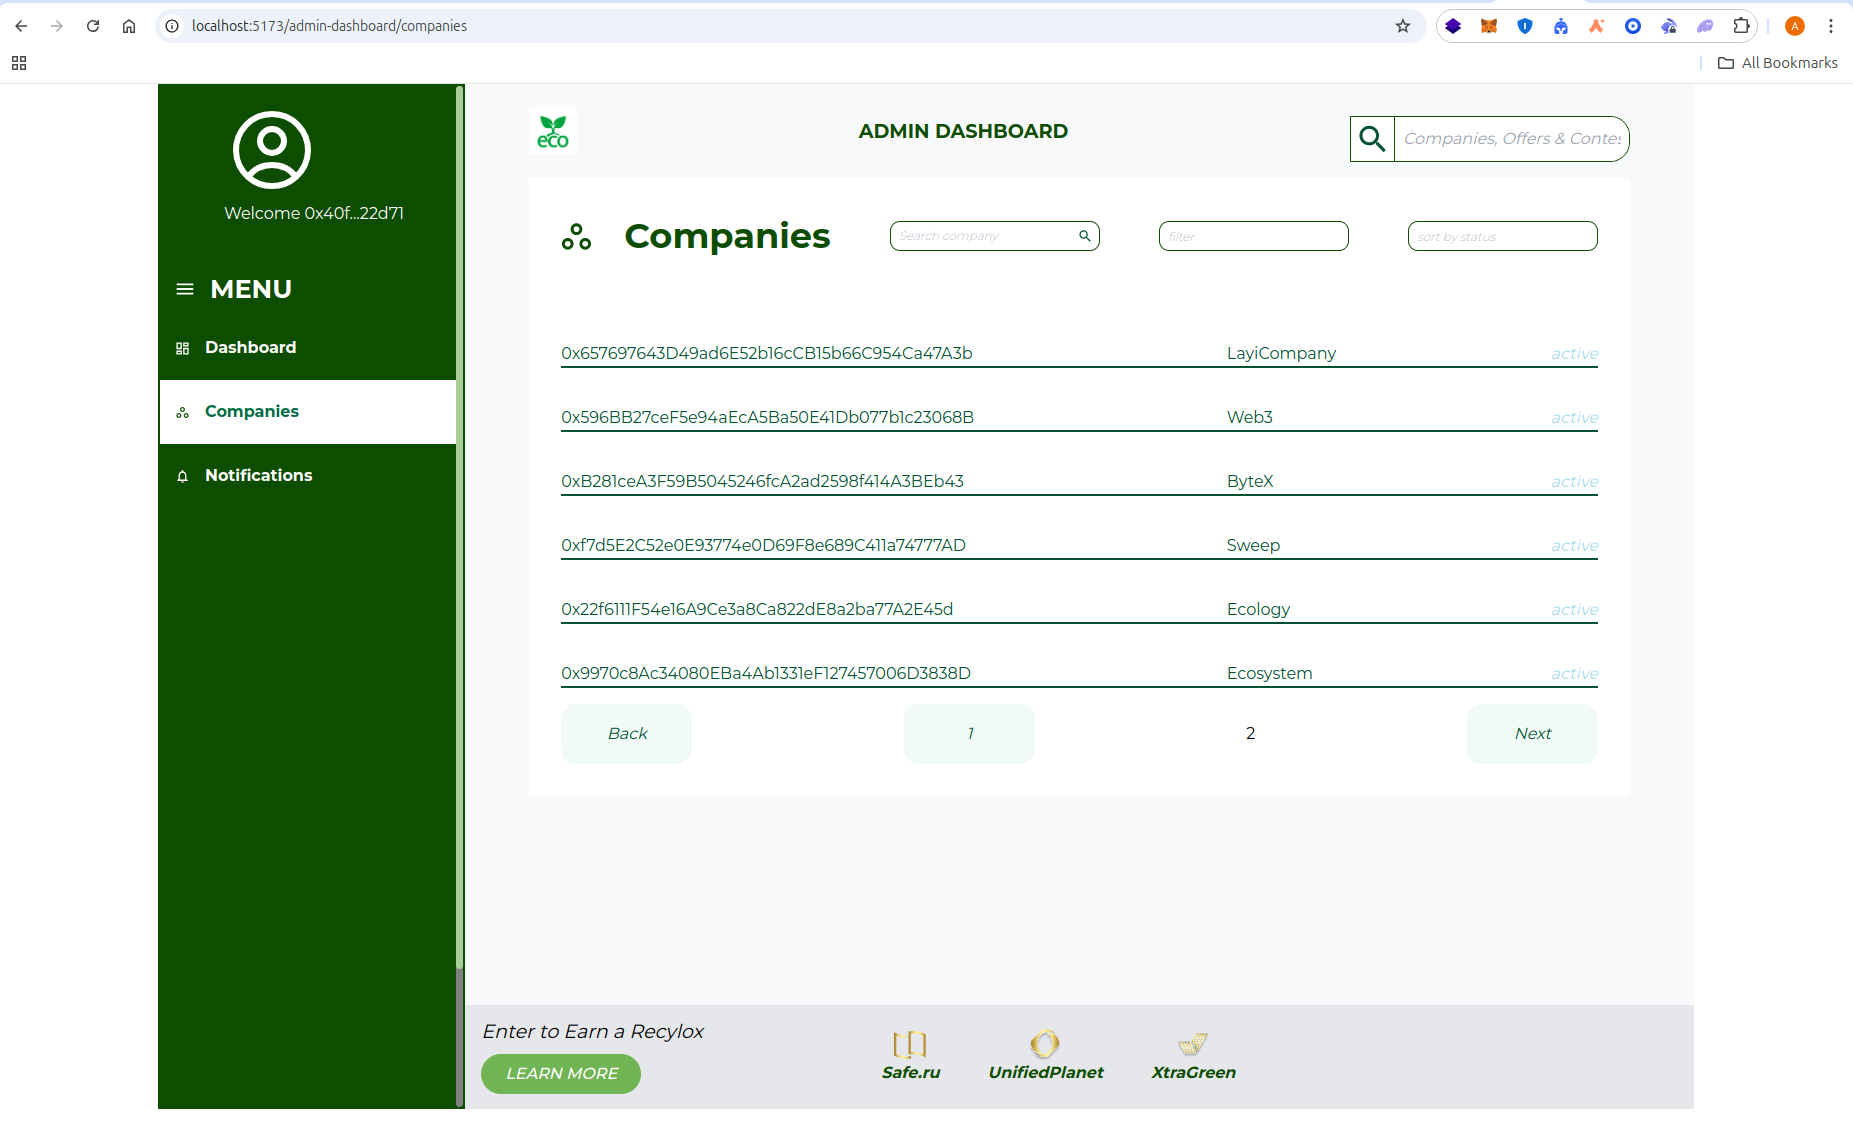 localhost:5173/admin-dashboard/companies
A
All Bookmarks
eco
ADMIN DASHBOARD
Companies, Offers & Contes
Welcome 0x40f...22d71
MENU
Dashboard
Companies
Notifications
Companies
Search company
filter
sort by status
0x657697643D49ad6E52b16cCB15b66C954Ca47A3b LayiCompany active
0x596BB27ceF5e94aEcA5Ba50E41Db077b1c23068B Web3 active
0xB281ceA3F59B5045246fcA2ad2598f414A3BEb43 ByteX active
0xf7d5E2C52e0E93774e0D69F8e689C411a74777AD Sweep active
0x22f6111F54e16A9Ce3a8Ca822dE8a2ba77A2E45d Ecology active
0x9970c8Ac34080EBa4Ab1331eF127457006D3838D Ecosystem active
Back 1 2 Next
Enter to Earn a Recylox
LEARN MORE
Safe.ru
UnifiedPlanet
XtraGreen